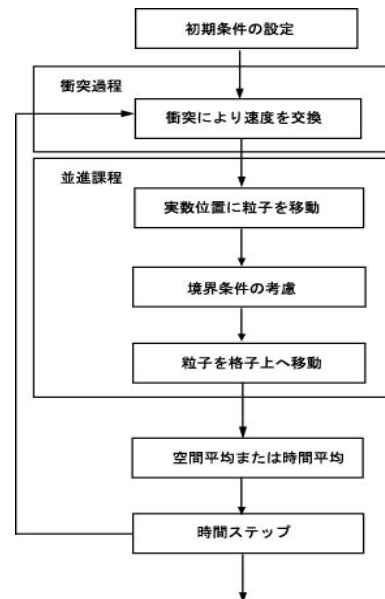 初期条件の設定
衝突過程
衝突により速度を交換
並進課程
実数位置に粒子を移動
境界条件の考慮
粒子を格子上へ移動
空間平均または時間平均
時間ステップ